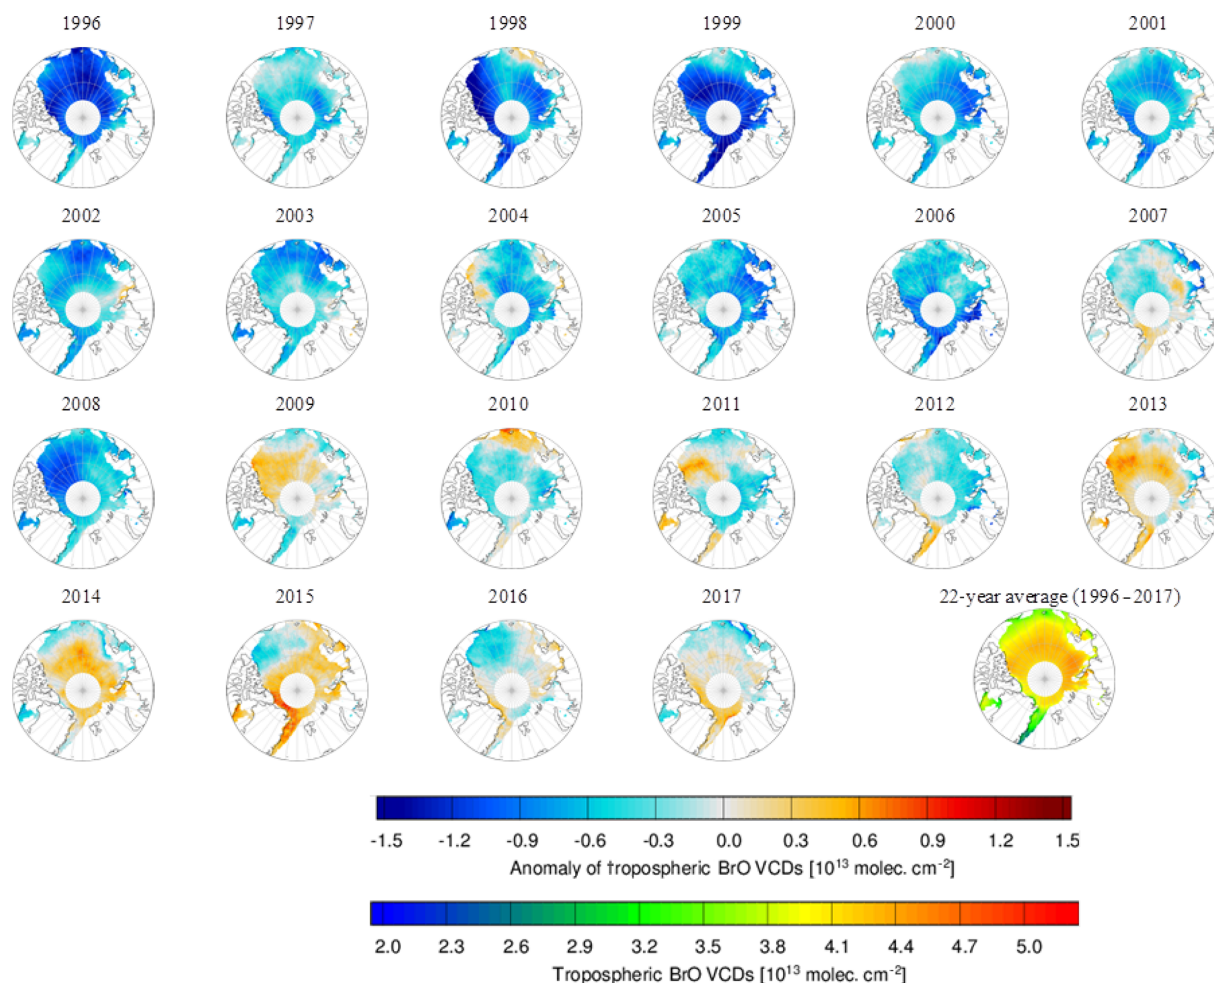 1996 1997 1998 1999 2000 2001
2002 2003 2004 2005 2006 2007
2008 2009 2010 2011 2012 2013
2014 2015 2016 2017 22-year average (1996–2017)
-1.5 -1.2 -0.9 -0.6 -0.3 0.0 0.3 0.6 0.9 1.2 1.5
Anomaly of tropospheric BrO VCDs [10¹³ molec. cm⁻²]
2.0 2.3 2.6 2.9 3.2 3.5 3.8 4.1 4.4 4.7 5.0
Tropospheric BrO VCDs [10¹³ molec. cm⁻²]